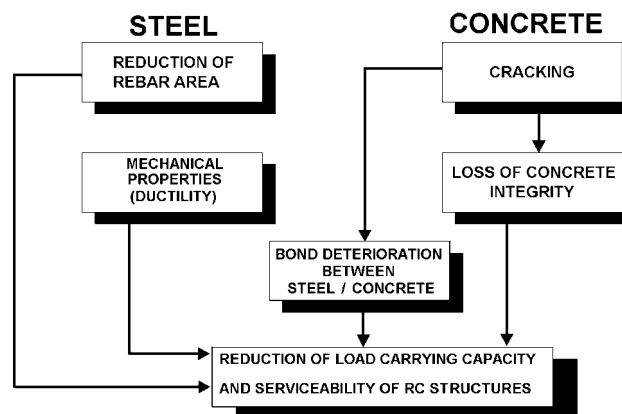 STEEL
REDUCTION OF
REBAR AREA
MECHANICAL
PROPERTIES
(DUCTILITY)
CONCRETE
CRACKING
LOSS OF CONCRETE
INTEGRITY
BOND DETERIORATION
BETWEEN
STEEL / CONCRETE
REDUCTION OF LOAD CARRYING CAPACITY
AND SERVICEABILITY OF RC STRUCTURES